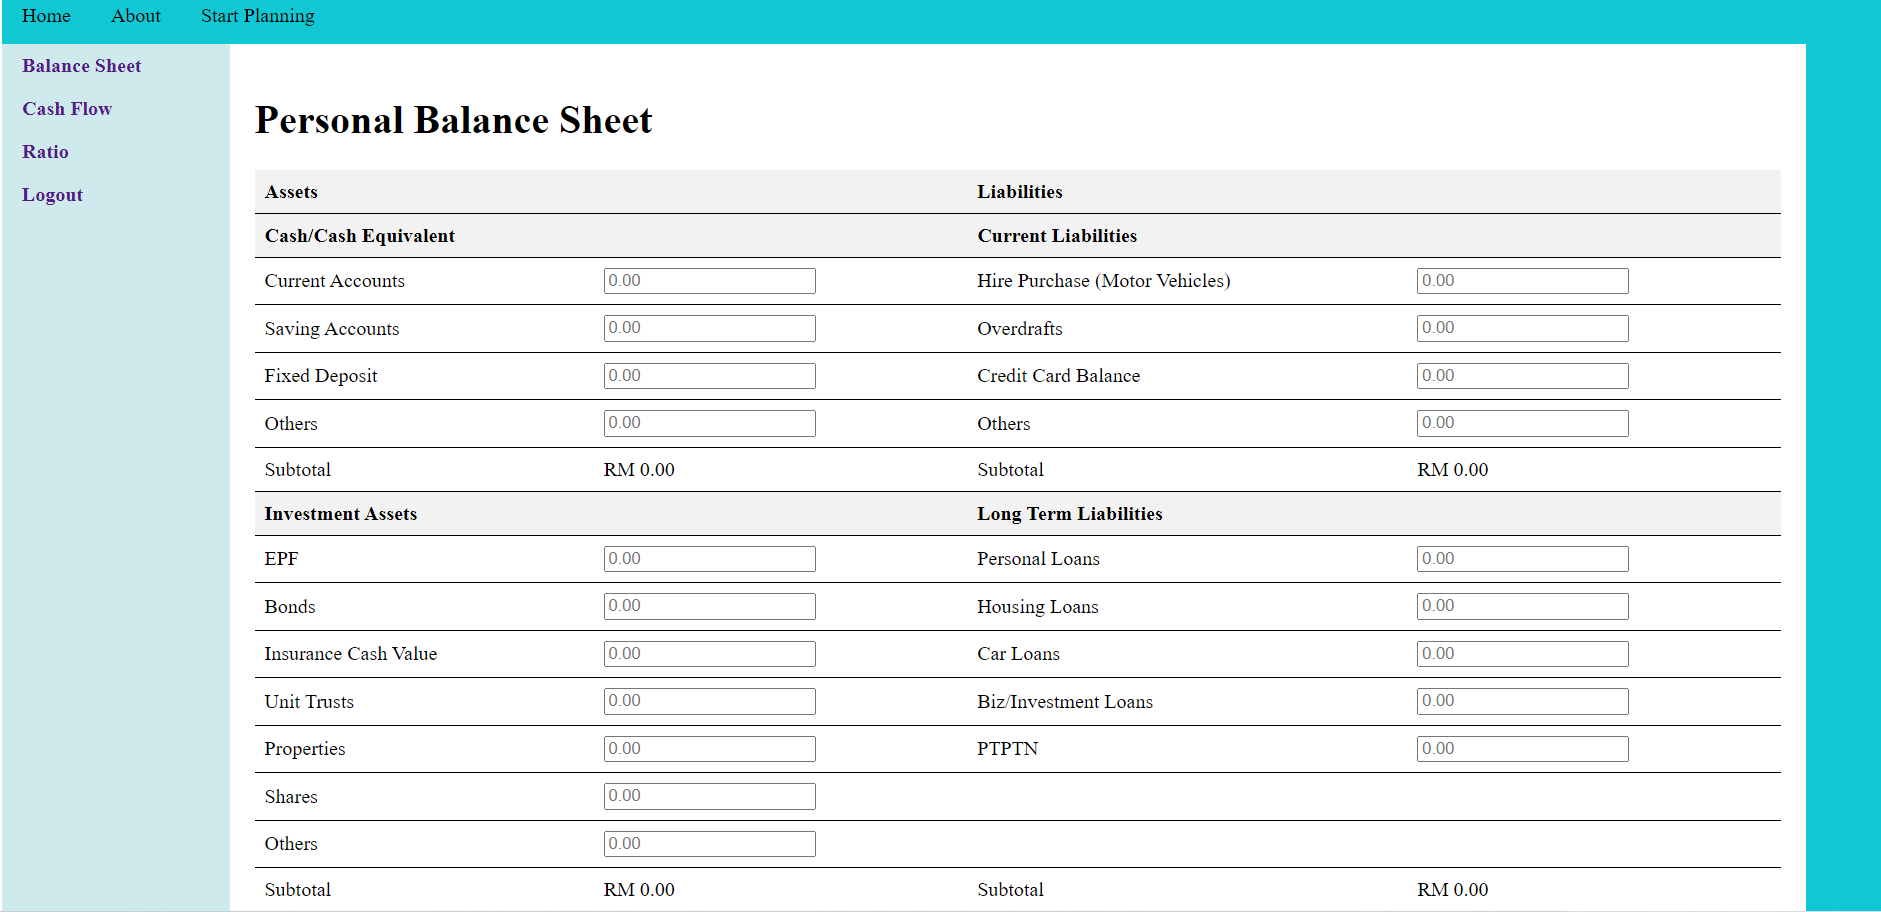 Home About Start Planning
Balance Sheet
Cash Flow
Ratio
Logout
Personal Balance Sheet
Assets Liabilities
Cash/Cash Equivalent Current Liabilities
Current Accounts 0.00 Hire Purchase (Motor Vehicles) 0.00
Saving Accounts 0.00 Overdrafts 0.00
Fixed Deposit 0.00 Credit Card Balance 0.00
Others 0.00 Others 0.00
Subtotal RM 0.00 Subtotal RM 0.00
Investment Assets Long Term Liabilities
EPF 0.00 Personal Loans 0.00
Bonds 0.00 Housing Loans 0.00
Insurance Cash Value 0.00 Car Loans 0.00
Unit Trusts 0.00 Biz/Investment Loans 0.00
Properties 0.00 PTPTN 0.00
Shares 0.00
Others 0.00
Subtotal RM 0.00 Subtotal RM 0.00